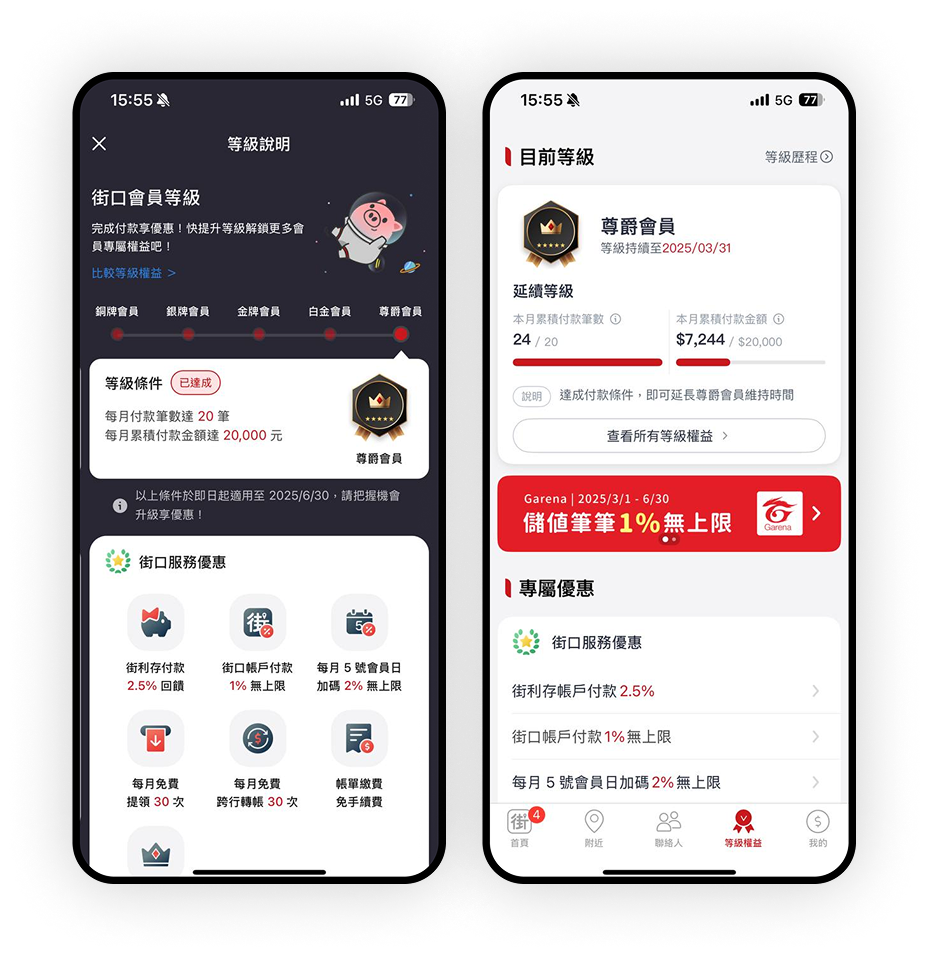 15:55
5G
77
等級說明
街口會員等級
完成付款享優惠！快提升等級解鎖更多會
員專屬權益吧！
比較等級權益 >
銅牌會員
銀牌會員
金牌會員
白金會員
尊爵會員
等級條件
已達成
每月付款筆數達 20 筆
每月累積付款金額達 20,000 元
尊爵會員
以上條件於即日起適用至 2025/6/30，請把握機會
升級享優惠！
街口服務優惠
街利存付款
2.5% 回饋
街口帳戶付款
1% 無上限
每月 5 號會員日
加碼 2% 無上限
每月免費
提領 30 次
每月免費
跨行轉帳 30 次
帳單繳費
免手續費
15:55
5G
77
目前等級
等級歷程
尊爵會員
等級持續至2025/03/31
延續等級
本月累積付款筆數
24 / 20
本月累積付款金額
$7,244 / $20,000
說明
達成付款條件，即可延長尊爵會員維持時間
查看所有等級權益 >
Garena | 2025/3/1 - 6/30
儲值筆筆1%無上限
Garena
專屬優惠
街口服務優惠
街利存帳戶付款 2.5%
街口帳戶付款 1% 無上限
每月 5 號會員日加碼 2% 無上限
街
4
首頁
附近
聯絡人
等級權益
我的